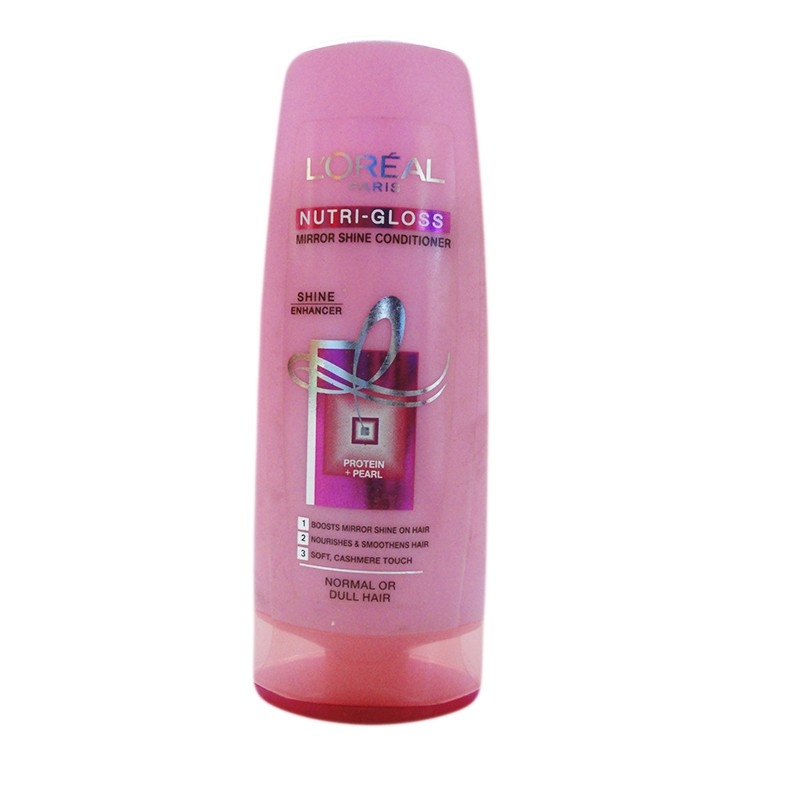 L'ORÉAL
PARIS
NUTRI-GLOSS
MIRROR SHINE CONDITIONER
SHINE
ENHANCER
PROTEIN
+ PEARL
1 BOOSTS MIRROR SHINE ON HAIR
2 NOURISHES & SMOOTHENS HAIR
3 SOFT, CASHMERE TOUCH
NORMAL OR
DULL HAIR